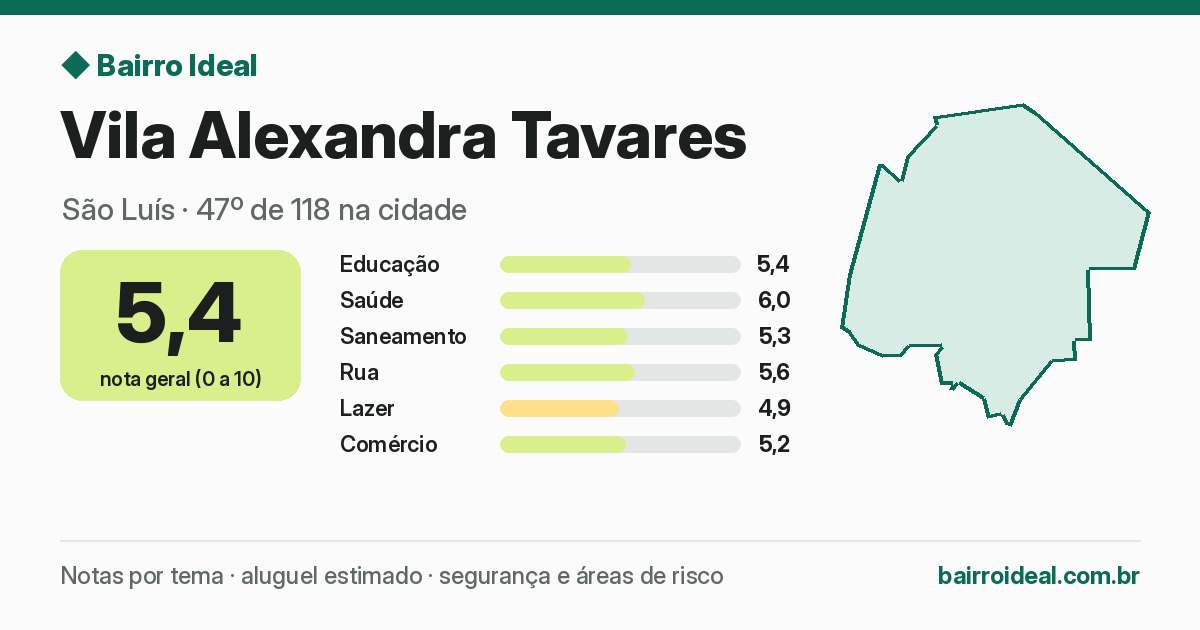 Bairro Ideal
Vila Alexandra Tavares
São Luís · 47º de 118 na cidade
5,4
nota geral (0 a 10)
Educação 5,4
Saúde 6,0
Saneamento 5,3
Rua 5,6
Lazer 4,9
Comércio 5,2
Notas por tema · aluguel estimado · segurança e áreas de risco
bairroideal.com.br